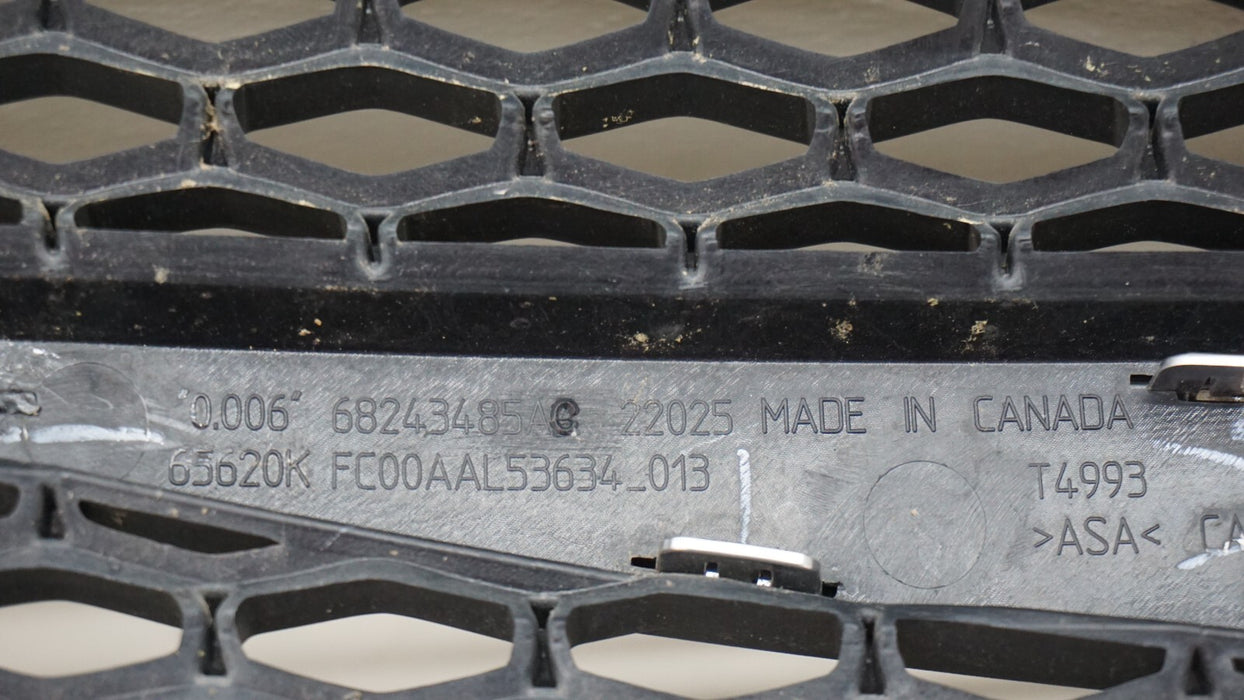 "0.006" 68243485AC 22025 MADE IN CANADA
65620K FC00AAL53634_013 T4993
>ASA<